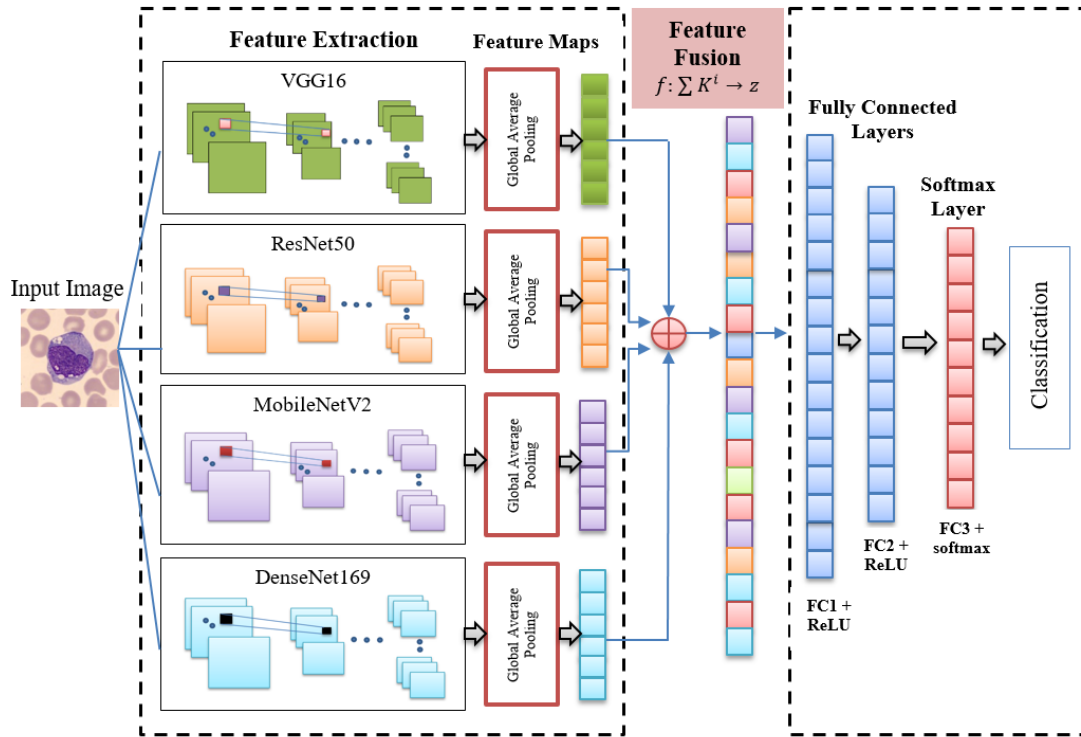 Input Image
Feature Extraction
Feature Maps
VGG16
Global Average
Pooling
ResNet50
Global Average
Pooling
MobileNetV2
Global Average
Pooling
DenseNet169
Global Average
Pooling
Feature
Fusion
f: ∑ Kⁱ → z
Fully Connected
Layers
FC1 +
ReLU
FC2 +
ReLU
Softmax
Layer
FC3 +
softmax
Classification